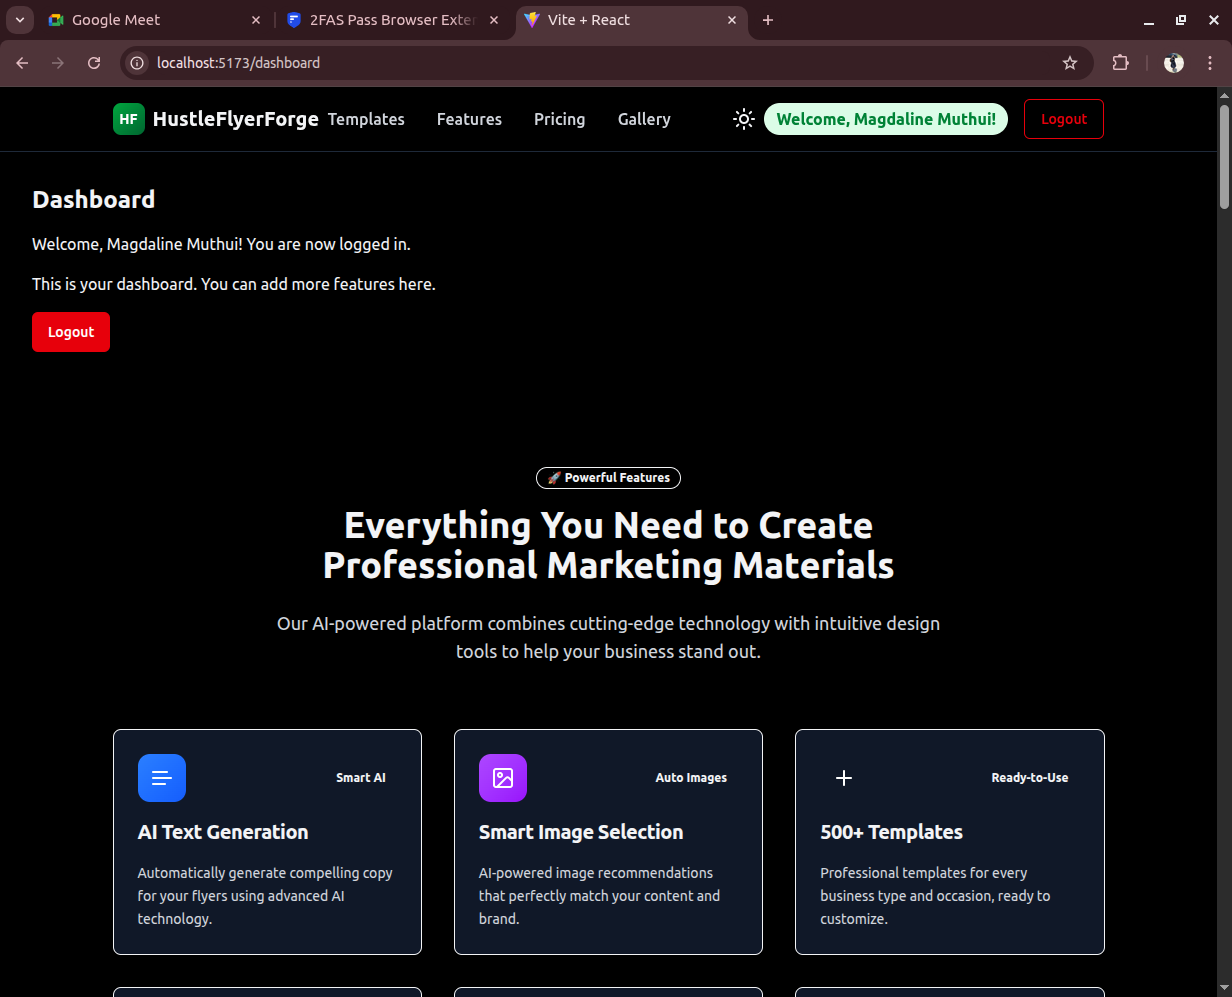 Google Meet
2FAS Pass Browser Exter
Vite + React
localhost:5173/dashboard
HF HustleFlyerForge Templates Features Pricing Gallery Welcome, Magdaline Muthui! Logout
Dashboard
Welcome, Magdaline Muthui! You are now logged in.
This is your dashboard. You can add more features here.
Logout
🚀 Powerful Features
Everything You Need to Create
Professional Marketing Materials
Our AI-powered platform combines cutting-edge technology with intuitive design
tools to help your business stand out.
Smart AI
AI Text Generation
Automatically generate compelling copy
for your flyers using advanced AI
technology.
Auto Images
Smart Image Selection
AI-powered image recommendations
that perfectly match your content and
brand.
Ready-to-Use
500+ Templates
Professional templates for every
business type and occasion, ready to
customize.